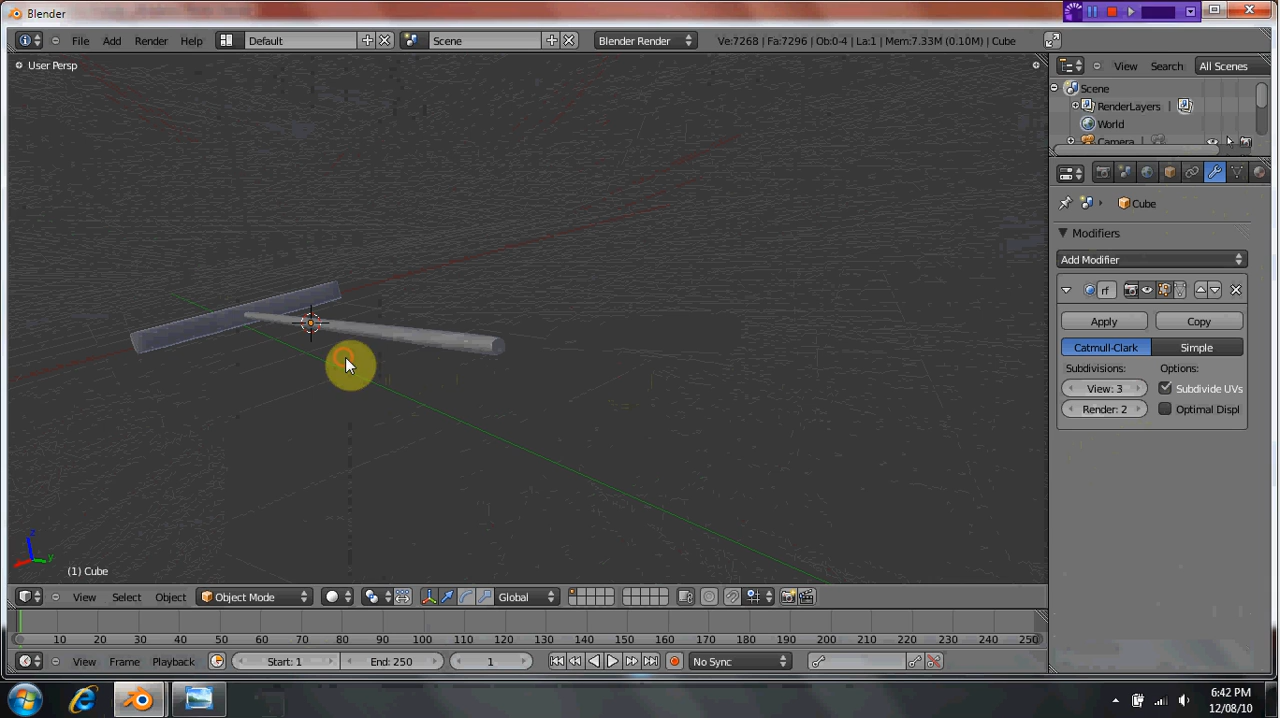 Blender
File Add Render Help Default Scene Blender Render Ve:7268 | Fa:7296 | Ob:0-4 | La:1 | Mem:7.33M (0.10M) | Cube
User Persp
View Search All Scenes
Scene
RenderLayers
World
Camera
Cube
Modifiers
Add Modifier
rf
Apply Copy
Catmull-Clark Simple
Subdivisions: Options:
View: 3 Subdivide UVs
Render: 2 Optimal Displ
z
y
(1) Cube
View Select Object Object Mode Global
0 10 20 30 40 50 60 70 80 90 100 110 120 130 140 150 160 170 180 190 200 210 220 230 240 250
View Frame Playback Start: 1 End: 250 1 No Sync
6:42 PM
12/08/10